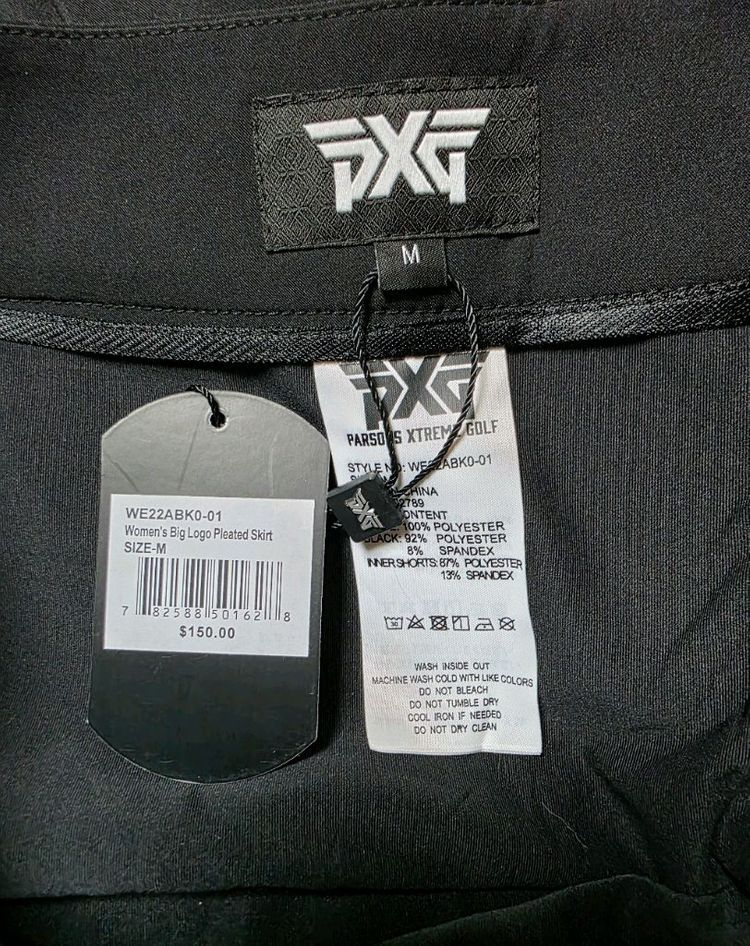 PXG
M
PXG
PARSONS XTREME GOLF
STYLE NO: WE22ABK0-01
CHINA
2789
CONTENT
100% POLYESTER
BLACK: 92% POLYESTER
8% SPANDEX
INNER SHORTS: 87% POLYESTER
13% SPANDEX
30
WASH INSIDE OUT
MACHINE WASH COLD WITH LIKE COLORS
DO NOT BLEACH
DO NOT TUMBLE DRY
COOL IRON IF NEEDED
DO NOT DRY CLEAN
PXG
WE22ABK0-01
Women's Big Logo Pleated Skirt
SIZE-M
7 82588 50162 8
$150.00